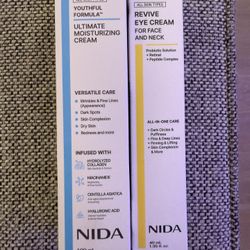 YOUTHFUL
FORMULA™
ULTIMATE
MOISTURIZING
CREAM
VERSATILE CARE
Wrinkles & Fine Lines
(Appearance)
Dark Spots
Skin Complexion
Dry Skin
Redness and more
INFUSED WITH
HYDROLYZED
COLLAGEN
NIACINAMIDE
CENTELLA ASIATICA
HYALURONIC ACID
NIDA
ALL SKIN TYPES
REVIVE
EYE CREAM
FOR FACE
AND NECK
Probiotic Solution
+ Retinal
+ Peptide Complex
ALL-IN-ONE CARE
Dark Circles &
Puffiness
Fine & Deep Lines
Firming & Lifting
Skin Complexion
& More
NIDA